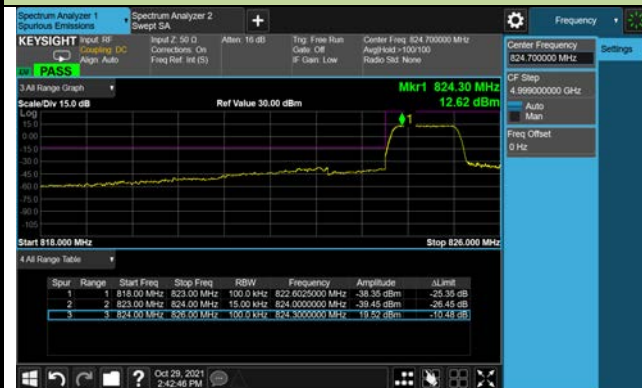 Spectrum Analyzer 1
Spurious Emissions
Spectrum Analyzer 2
Swept SA
+
Frequency
KEYSIGHT
Input: RF
Coupling: DC
Align: Auto
Input Z: 50 Ω
Corrections: On
Freq Ref: Int (S)
Atten: 16 dB
Trig: Free Run
Gate: Off
IF Gain: Low
Center Freq: 824.700000 MHz
Avg|Hold:>100/100
Radio Std: None
PASS
Center Frequency
824.700000 MHz
Settings
CF Step
4.999000000 GHz
Auto
Man
Freq Offset
0 Hz
3 All Range Graph
Mkr1 824.30 MHz
12.62 dBm
Scale/Div 15.0 dB
Ref Value 30.00 dBm
Log
15.0
0.00
-15.0
-30.0
-45.0
-60.0
-75.0
-90.0
-105
1
Start 818.000 MHz
Stop 826.000 MHz
4 All Range Table
Spur Range Start Freq Stop Freq RBW Frequency Amplitude ΔLimit
1 1 818.00 MHz 823.00 MHz 100.0 kHz 822.6025000 MHz -38.35 dBm -25.35 dB
2 2 823.00 MHz 824.00 MHz 15.00 kHz 824.0000000 MHz -39.45 dBm -26.45 dB
3 3 824.00 MHz 826.00 MHz 100.0 kHz 824.3000000 MHz 19.52 dBm -10.48 dB
?
Oct 29, 2021
2:42:46 PM